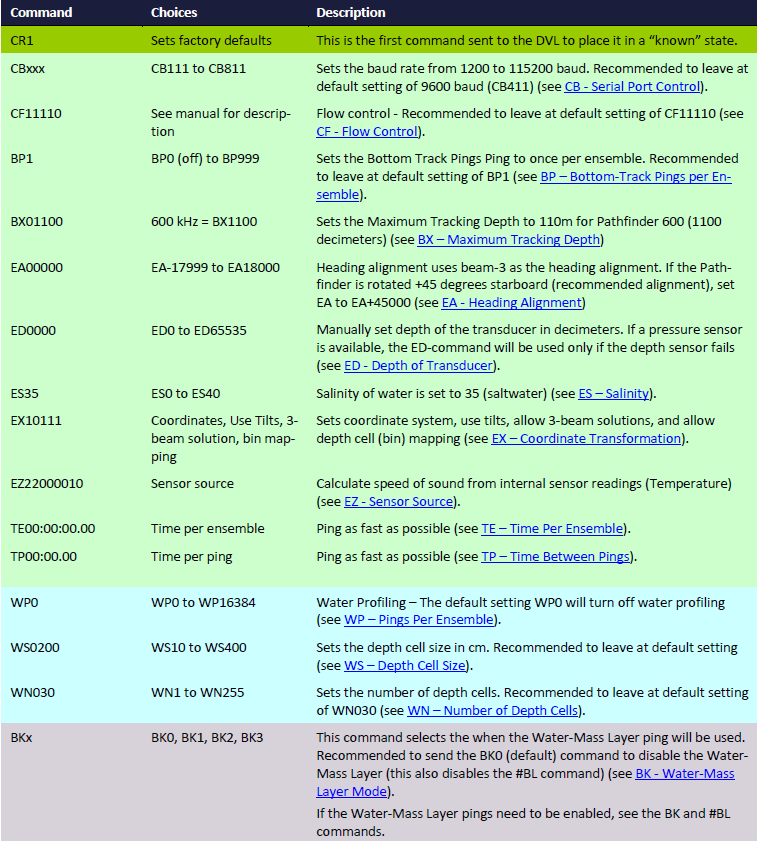 Command Choices Description
CR1 Sets factory defaults This is the first command sent to the DVL to place it in a “known” state.
CBxxx CB111 to CB811 Sets the baud rate from 1200 to 115200 baud. Recommended to leave at
default setting of 9600 baud (CB411) (see CB - Serial Port Control).
CF11110 See manual for descrip- Flow control - Recommended to leave at default setting of CF11110 (see
tion CF - Flow Control).
BP1 BP0 (off) to BP999 Sets the Bottom Track Pings Ping to once per ensemble. Recommended
to leave at default setting of BP1 (see BP – Bottom-Track Pings per En-
semble).
BX01100 600 kHz = BX1100 Sets the Maximum Tracking Depth to 110m for Pathfinder 600 (1100
decimeters) (see BX – Maximum Tracking Depth)
EA00000 EA-17999 to EA18000 Heading alignment uses beam-3 as the heading alignment. If the Path-
finder is rotated +45 degrees starboard (recommended alignment), set
EA to EA+45000 (see EA - Heading Alignment)
ED0000 ED0 to ED65535 Manually set depth of the transducer in decimeters. If a pressure sensor
is available, the ED-command will be used only if the depth sensor fails
(see ED - Depth of Transducer).
ES35 ES0 to ES40 Salinity of water is set to 35 (saltwater) (see ES – Salinity).
EX10111 Coordinates, Use Tilts, 3- Sets coordinate system, use tilts, allow 3-beam solutions, and allow
beam solution, bin map- depth cell (bin) mapping (see EX – Coordinate Transformation).
ping
EZ22000010 Sensor source Calculate speed of sound from internal sensor readings (Temperature)
(see EZ - Sensor Source).
TE00:00:00.00 Time per ensemble Ping as fast as possible (see TE – Time Per Ensemble).
TP00:00.00 Time per ping Ping as fast as possible (see TP – Time Between Pings).
WP0 WP0 to WP16384 Water Profiling – The default setting WP0 will turn off water profiling
(see WP – Pings Per Ensemble).
WS0200 WS10 to WS400 Sets the depth cell size in cm. Recommended to leave at default setting
(see WS – Depth Cell Size).
WN030 WN1 to WN255 Sets the number of depth cells. Recommended to leave at default setting
of WN030 (see WN – Number of Depth Cells).
BKx BK0, BK1, BK2, BK3 This command selects the when the Water-Mass Layer ping will be used.
Recommended to send the BK0 (default) command to disable the Water-
Mass Layer (this also disables the #BL command) (see BK - Water-Mass
Layer Mode).
If the Water-Mass Layer pings need to be enabled, see the BK and #BL
commands.